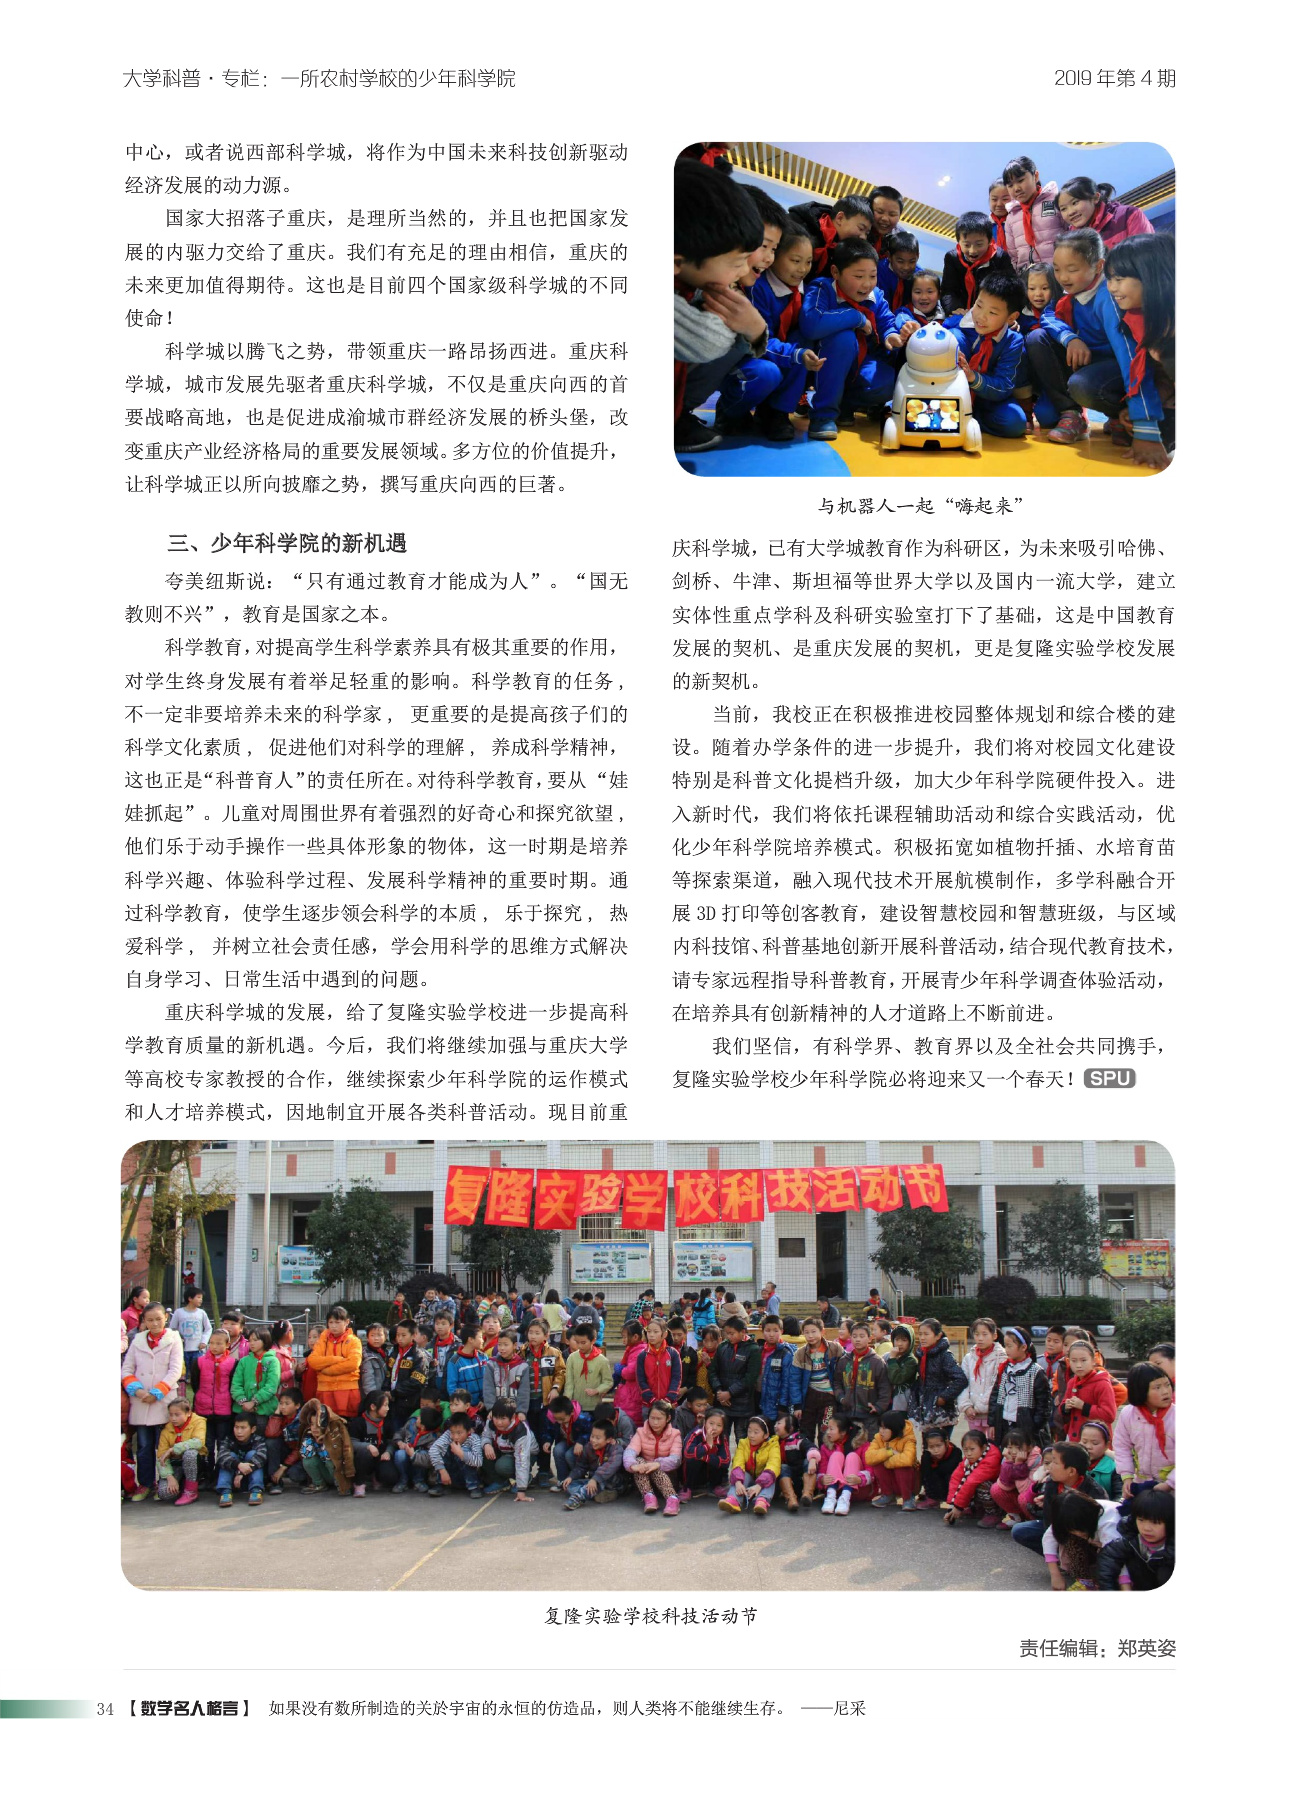 大学科普·专栏：一所农村学校的少年科学院
2019 年第 4 期
中心，或者说西部科学城，将作为中国未来科技创新驱动
经济发展的动力源。
国家大招落子重庆，是理所当然的，并且也把国家发
展的内驱力交给了重庆。我们有充足的理由相信，重庆的
未来更加值得期待。这也是目前四个国家级科学城的不同
使命！
科学城以腾飞之势，带领重庆一路昂扬西进。重庆科
学城，城市发展先驱者重庆科学城，不仅是重庆向西的首
要战略高地，也是促进成渝城市群经济发展的桥头堡，改
变重庆产业经济格局的重要发展领域。多方位的价值提升，
让科学城正以所向披靡之势，撰写重庆向西的巨著。
三、少年科学院的新机遇
夸美纽斯说：“只有通过教育才能成为人”。“国无
教则不兴”，教育是国家之本。
科学教育，对提高学生科学素养具有极其重要的作用，
对学生终身发展有着举足轻重的影响。科学教育的任务，
不一定非要培养未来的科学家， 更重要的是提高孩子们的
科学文化素质， 促进他们对科学的理解， 养成科学精神，
这也正是“科普育人”的责任所在。对待科学教育，要从 “娃
娃抓起”。儿童对周围世界有着强烈的好奇心和探究欲望，
他们乐于动手操作一些具体形象的物体，这一时期是培养
科学兴趣、体验科学过程、发展科学精神的重要时期。通
过科学教育，使学生逐步领会科学的本质， 乐于探究， 热
爱科学， 并树立社会责任感，学会用科学的思维方式解决
自身学习、日常生活中遇到的问题。
重庆科学城的发展，给了复隆实验学校进一步提高科
学教育质量的新机遇。今后，我们将继续加强与重庆大学
等高校专家教授的合作，继续探索少年科学院的运作模式
和人才培养模式，因地制宜开展各类科普活动。现目前重
与机器人一起“嗨起来”
庆科学城，已有大学城教育作为科研区，为未来吸引哈佛、
剑桥、牛津、斯坦福等世界大学以及国内一流大学，建立
实体性重点学科及科研实验室打下了基础，这是中国教育
发展的契机、是重庆发展的契机，更是复隆实验学校发展
的新契机。
当前，我校正在积极推进校园整体规划和综合楼的建
设。随着办学条件的进一步提升，我们将对校园文化建设
特别是科普文化提档升级，加大少年科学院硬件投入。进
入新时代，我们将依托课程辅助活动和综合实践活动，优
化少年科学院培养模式。积极拓宽如植物扦插、水培育苗
等探索渠道，融入现代技术开展航模制作，多学科融合开
展 3D 打印等创客教育，建设智慧校园和智慧班级，与区域
内科技馆、科普基地创新开展科普活动，结合现代教育技术，
请专家远程指导科普教育，开展青少年科学调查体验活动，
在培养具有创新精神的人才道路上不断前进。
我们坚信，有科学界、教育界以及全社会共同携手，
复隆实验学校少年科学院必将迎来又一个春天！ SPU
复隆实验学校科技活动节
复隆实验学校科技活动节
责任编辑：郑英姿
34 【数学名人格言】 如果没有数所制造的关於宇宙的永恒的仿造品，则人类将不能继续生存。 ——尼采